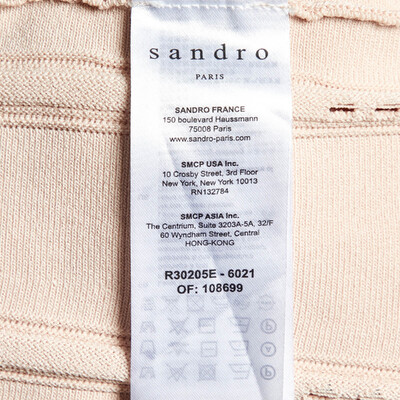 sandro
PARIS
SANDRO FRANCE
150 boulevard Haussmann
75008 Paris
www.sandro-paris.com
SMCP USA Inc.
10 Crosby Street, 3rd Floor
New York, New York 10013
RN132784
SMCP ASIA Inc.
The Centrium, Suite 3203A-5A, 32/F
60 Wyndham Street, Central
HONG-KONG
R30205E - 6021
OF: 108699